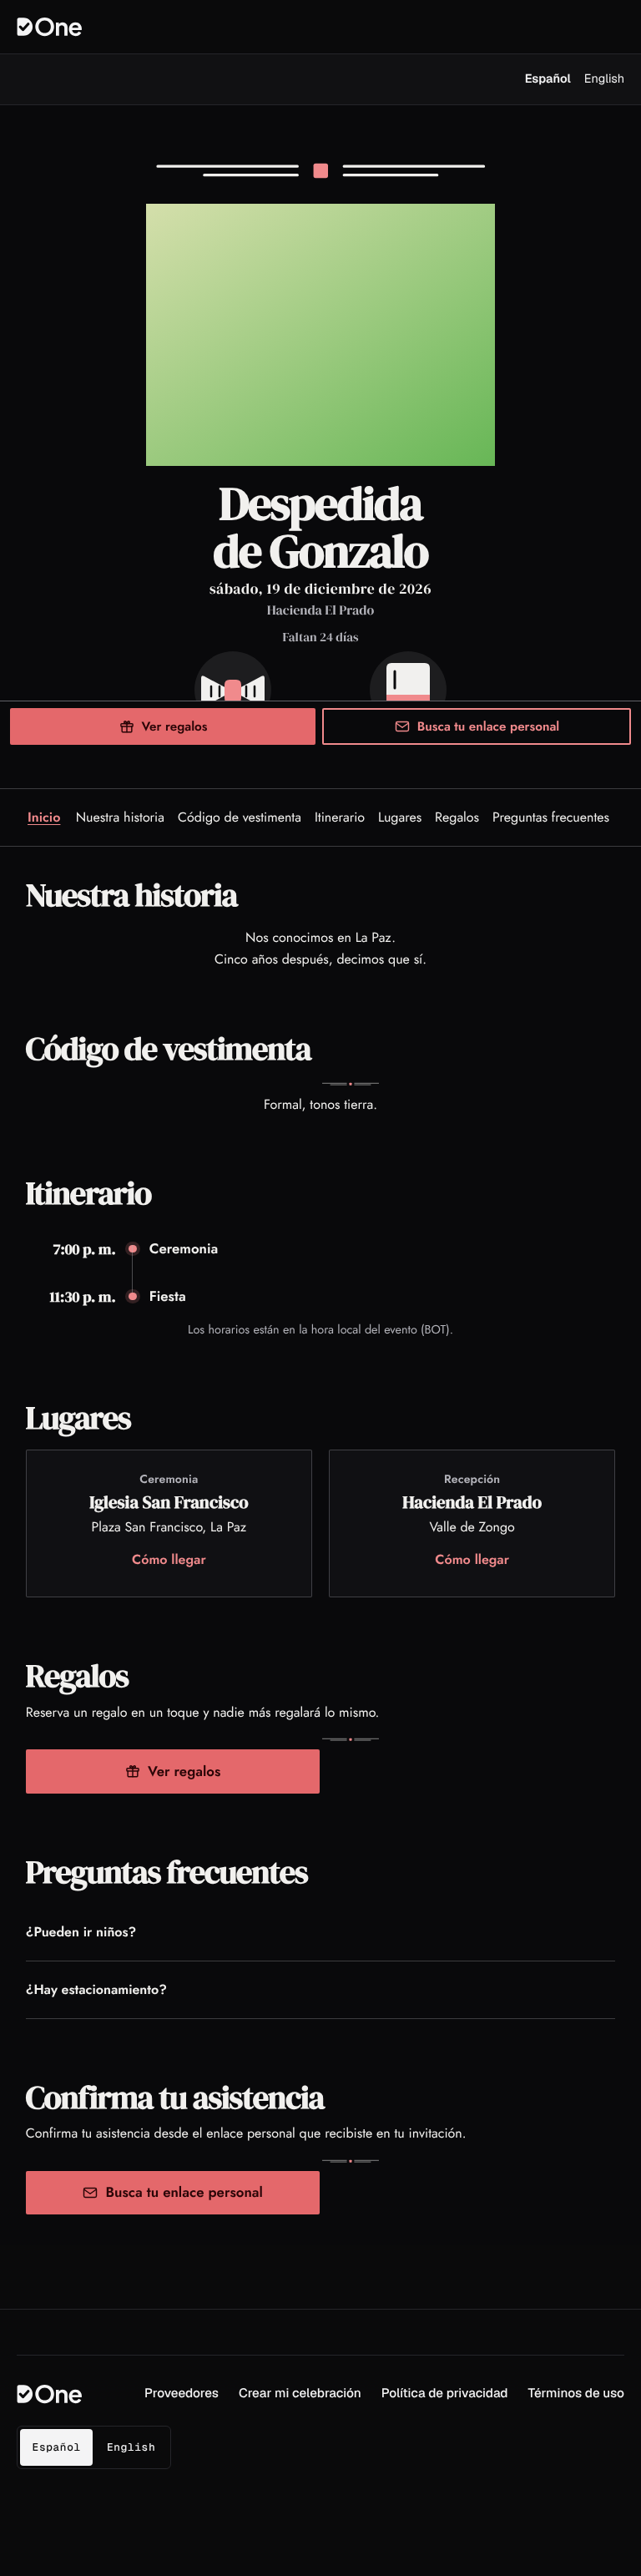 One
Español English
Despedida
de Gonzalo
sábado, 19 de diciembre de 2026
Hacienda El Prado
Faltan 24 días
Ver regalos
Busca tu enlace personal
Inicio Nuestra historia Código de vestimenta Itinerario Lugares Regalos Preguntas frecuentes
Nuestra historia
Nos conocimos en La Paz.
Cinco años después, decimos que sí.
Código de vestimenta
Formal, tonos tierra.
Itinerario
7:00 p. m. Ceremonia
11:30 p. m. Fiesta
Los horarios están en la hora local del evento (BOT).
Lugares
Ceremonia
Iglesia San Francisco
Plaza San Francisco, La Paz
Cómo llegar
Recepción
Hacienda El Prado
Valle de Zongo
Cómo llegar
Regalos
Reserva un regalo en un toque y nadie más regalará lo mismo.
Ver regalos
Preguntas frecuentes
¿Pueden ir niños?
¿Hay estacionamiento?
Confirma tu asistencia
Confirma tu asistencia desde el enlace personal que recibiste en tu invitación.
Busca tu enlace personal
One
Proveedores Crear mi celebración Política de privacidad Términos de uso
Español English